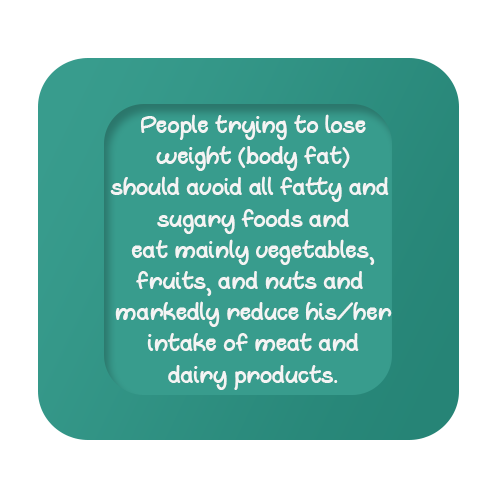 People trying to lose
weight (body fat)
should avoid all fatty and
sugary foods and
eat mainly vegetables,
fruits, and nuts and
markedly reduce his/her
intake of meat and
dairy products.